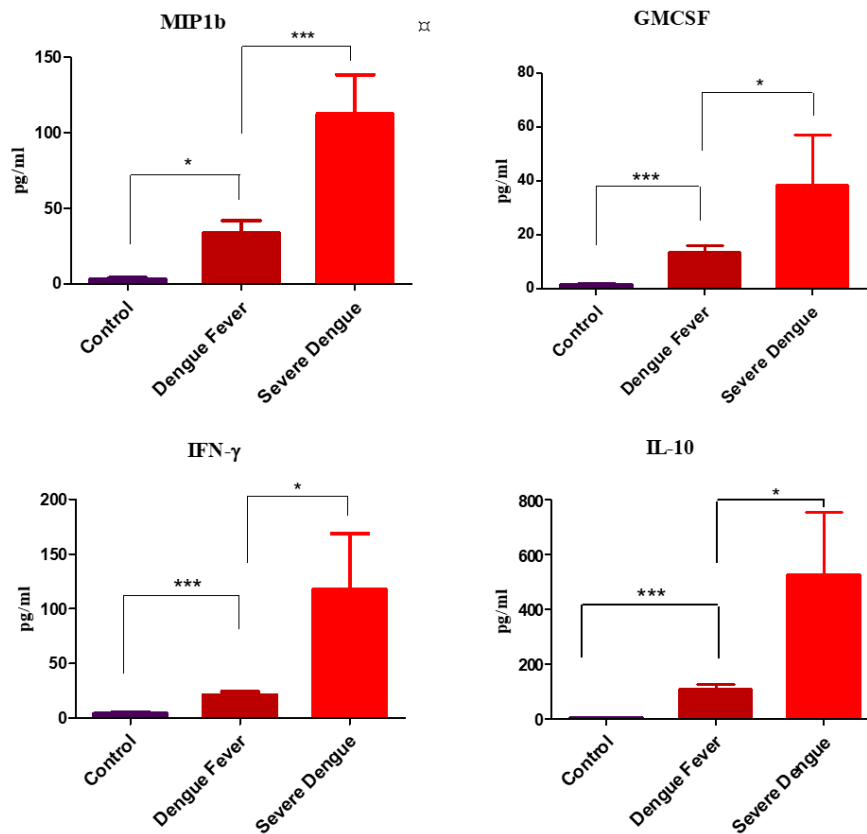 MIP1b
¤
***
*
150
100
50
0
pg/ml
Control
Dengue Fever
Severe Dengue
GMCSF
*
***
80
60
40
20
0
pg/ml
Control
Dengue Fever
Severe Dengue
IFN-γ
*
***
200
150
100
50
0
pg/ml
Control
Dengue Fever
Severe Dengue
IL-10
*
***
800
600
400
200
0
pg/ml
Control
Dengue Fever
Severe Dengue